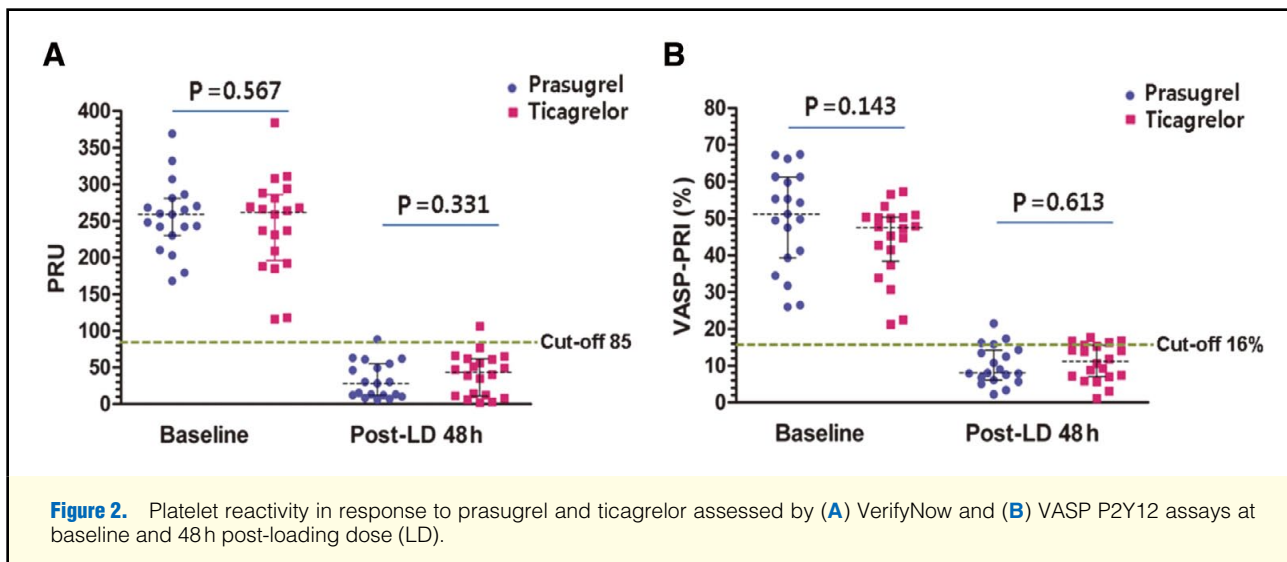 A
P=0.567
Prasugrel
Ticagrelor
400
350
300
250
200
150
100
50
0
PRU
P=0.331
Cut-off 85
Baseline
Post-LD 48h
B
P=0.143
Prasugrel
Ticagrelor
80
70
60
50
40
30
20
10
0
VASP-PRI (%)
P=0.613
Cut-off 16%
Baseline
Post-LD 48h
Figure 2. Platelet reactivity in response to prasugrel and ticagrelor assessed by (A) VerifyNow and (B) VASP P2Y12 assays at
baseline and 48h post-loading dose (LD).